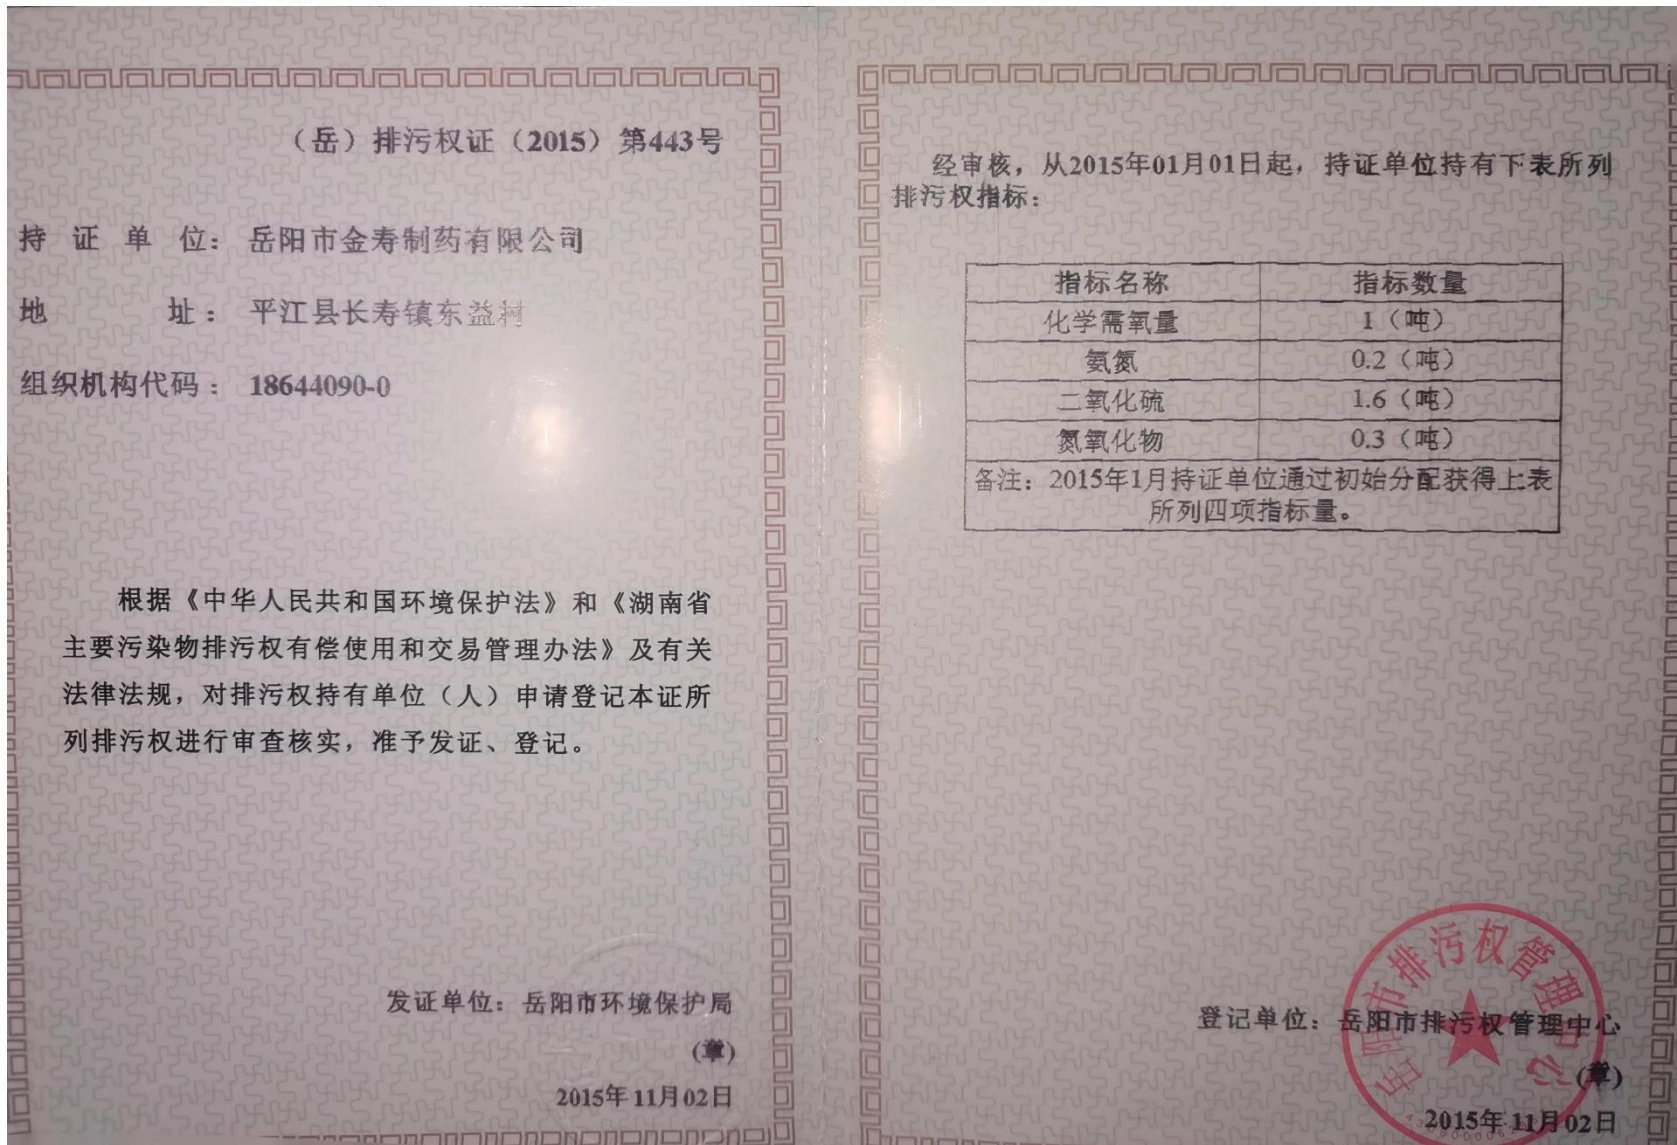 （岳）排污权证（2015）第443号
持 证 单 位： 岳阳市金寿制药有限公司
地 址： 平江县长寿镇东益村
组织机构代码： 18644090-0
根据《中华人民共和国环境保护法》和《湖南省
主要污染物排污权有偿使用和交易管理办法》及有关
法律法规，对排污权持有单位（人）申请登记本证所
列排污权进行审查核实，准予发证、登记。
发证单位：岳阳市环境保护局
(章)
2015年11月02日
经审核，从2015年01月01日起，持证单位持有下表所列
排污权指标：
指标名称 指标数量
化学需氧量 1（吨）
氨氮 0.2（吨）
二氧化硫 1.6（吨）
氮氧化物 0.3（吨）
备注：2015年1月持证单位通过初始分配获得上表
所列四项指标量。
登记单位：岳阳市排污权管理中心
(章)
2015年11月02日
岳阳市排污权管理中心